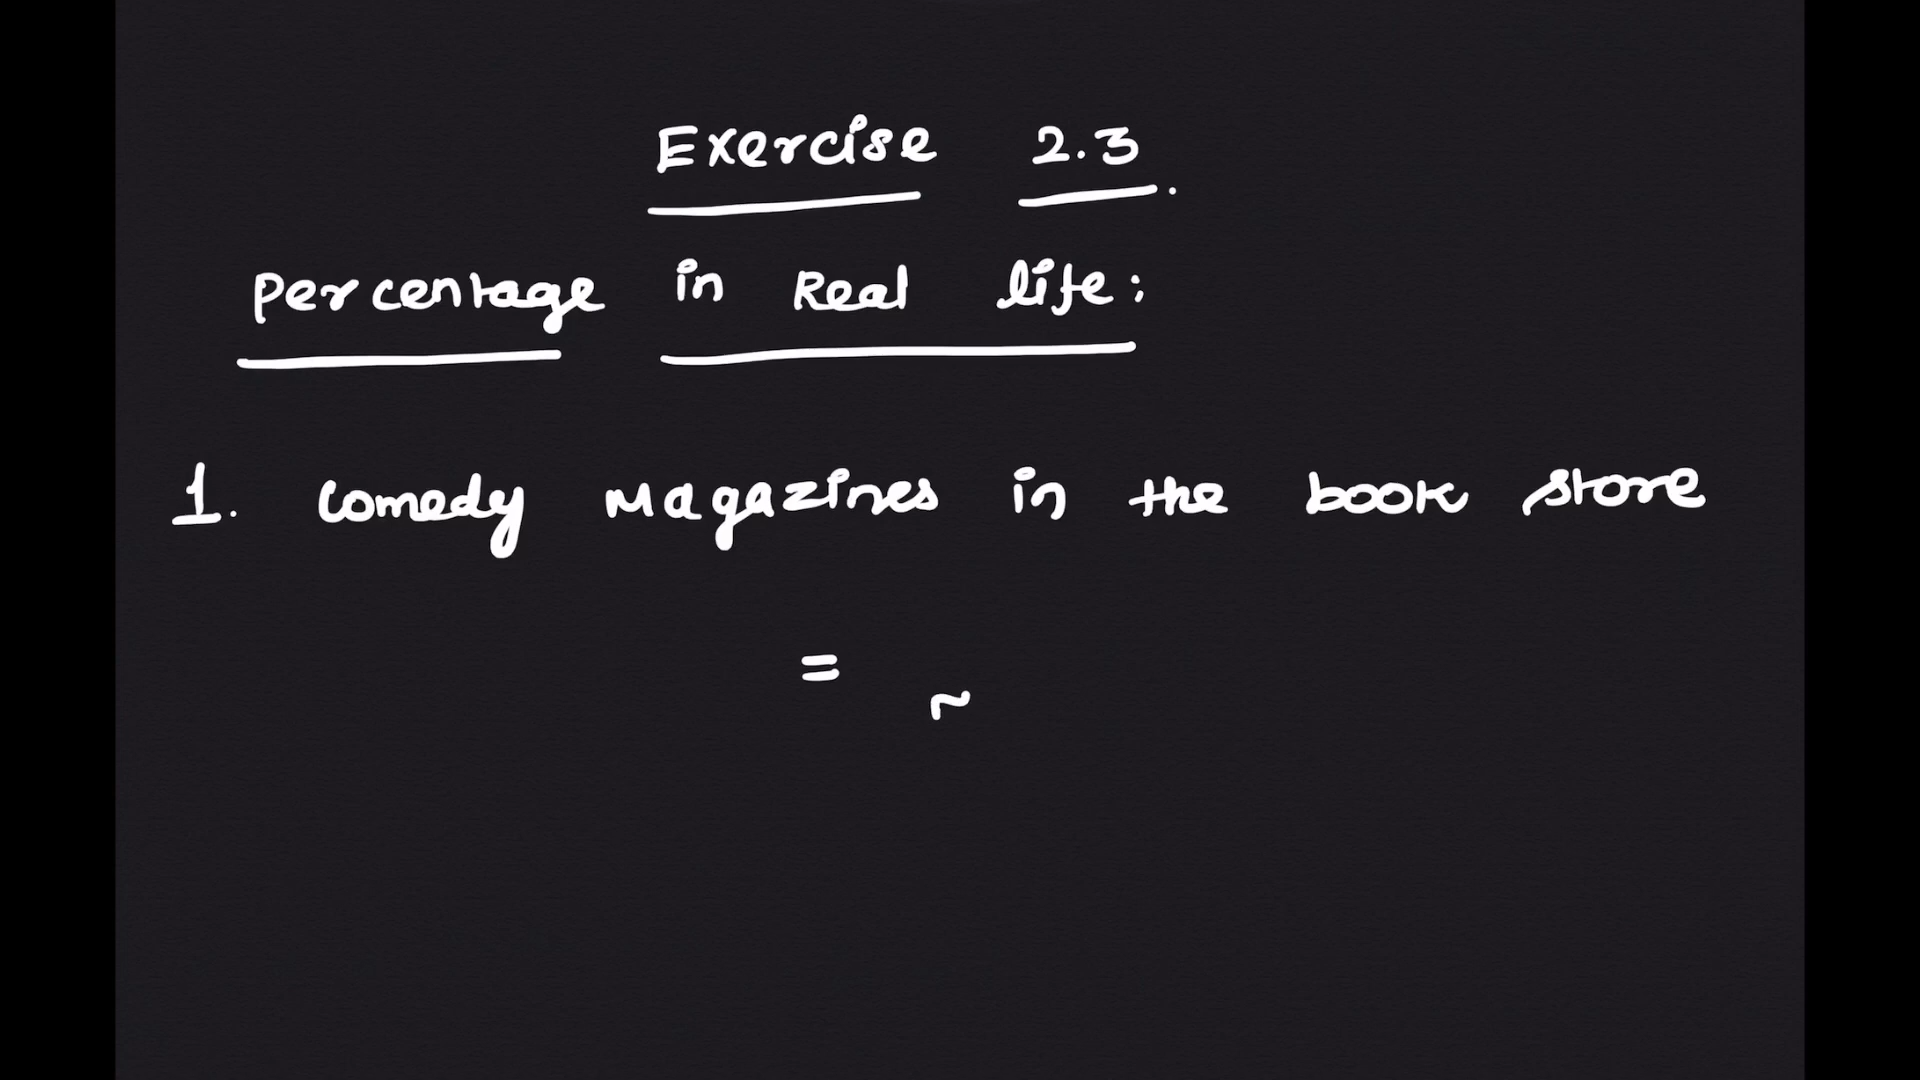 Exercise 2.3.
Percentage in Real life:
1. Comedy Magazines in the book store
=